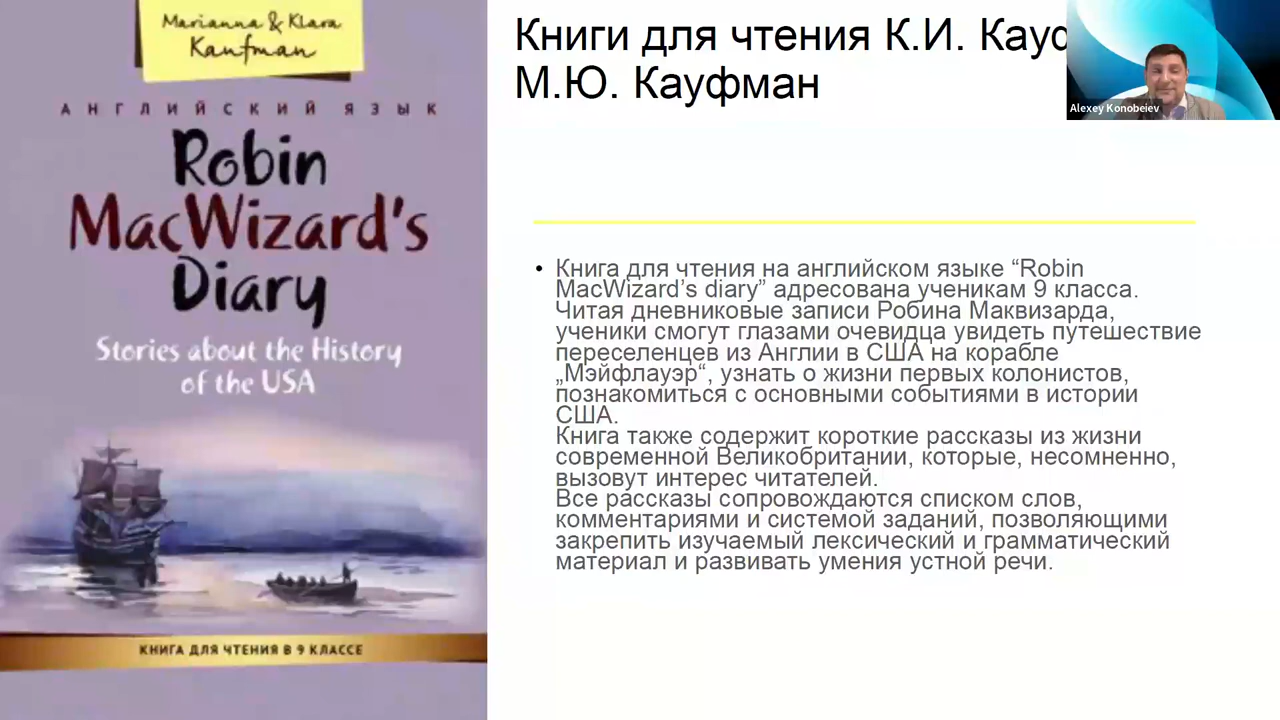 Marianna & Klara
Kaufman
АНГЛИЙСКИЙ ЯЗЫК
Robin
MacWizard's
Diary
Stories about the History
of the USA
КНИГА ДЛЯ ЧТЕНИЯ В 9 КЛАССЕ
Книги для чтения К.И.
М.Ю. Кауфман
Alexey Konobeiev
• Книга для чтения на английском языке “Robin
MacWizard’s diary” адресована ученикам 9 класса.
Читая дневниковые записи Робина Маквизарда,
ученики смогут глазами очевидца увидеть путешествие
переселенцев из Англии в США на корабле
„Мэйфлауэр“, узнать о жизни первых колонистов,
познакомиться с основными событиями в истории
США.
Книга также содержит короткие рассказы из жизни
современной Великобритании, которые, несомненно,
вызовут интерес читателей.
Все рассказы сопровождаются списком слов,
комментариями и системой заданий, позволяющими
закрепить изучаемый лексический и грамматический
материал и развивать умения устной речи.